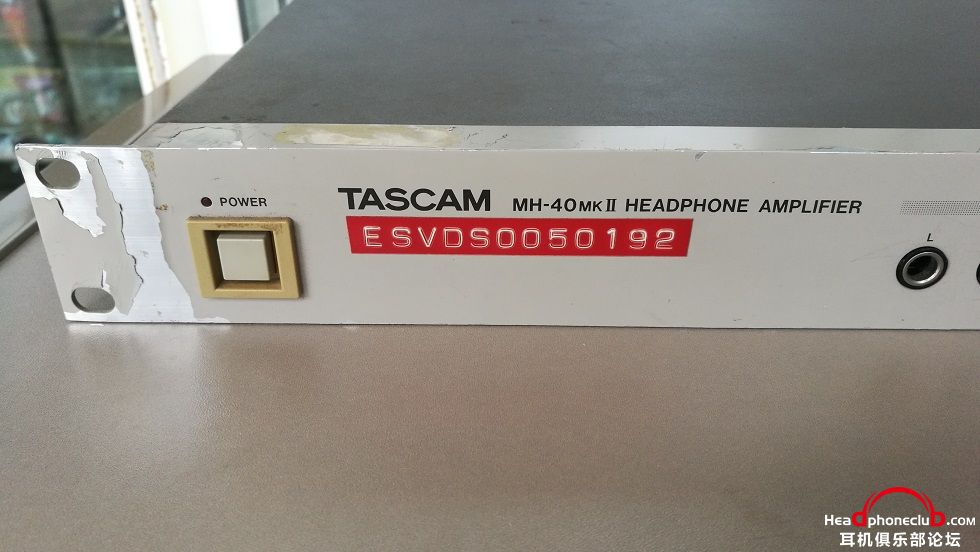 POWER
TASCAM MH-40MKII HEADPHONE AMPLIFIER
ESVDS0050192
L
Headphoneclub.com
耳机俱乐部论坛